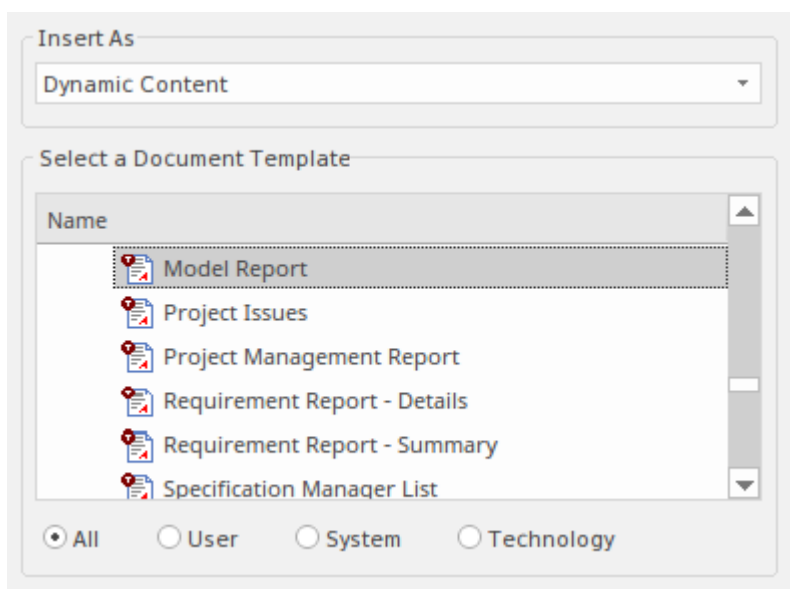 Insert As
Dynamic Content
Select a Document Template
Name
Model Report
Project Issues
Project Management Report
Requirement Report - Details
Requirement Report - Summary
Specification Manager List
All User System Technology